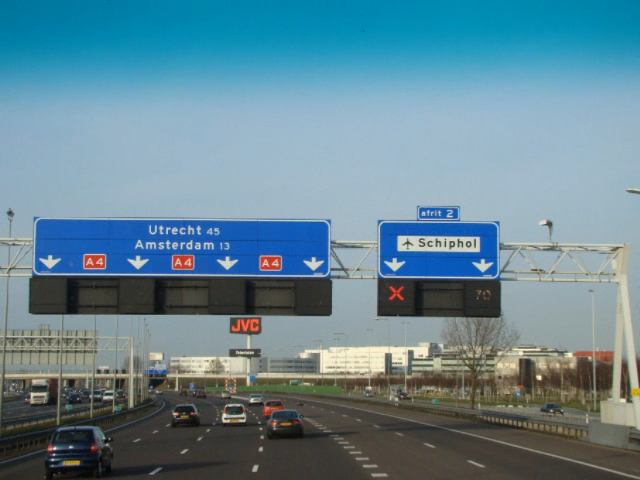 afrit 2
Utrecht 45
Amsterdam 13
Schiphol
A4 A4 A4
X 70
JVC